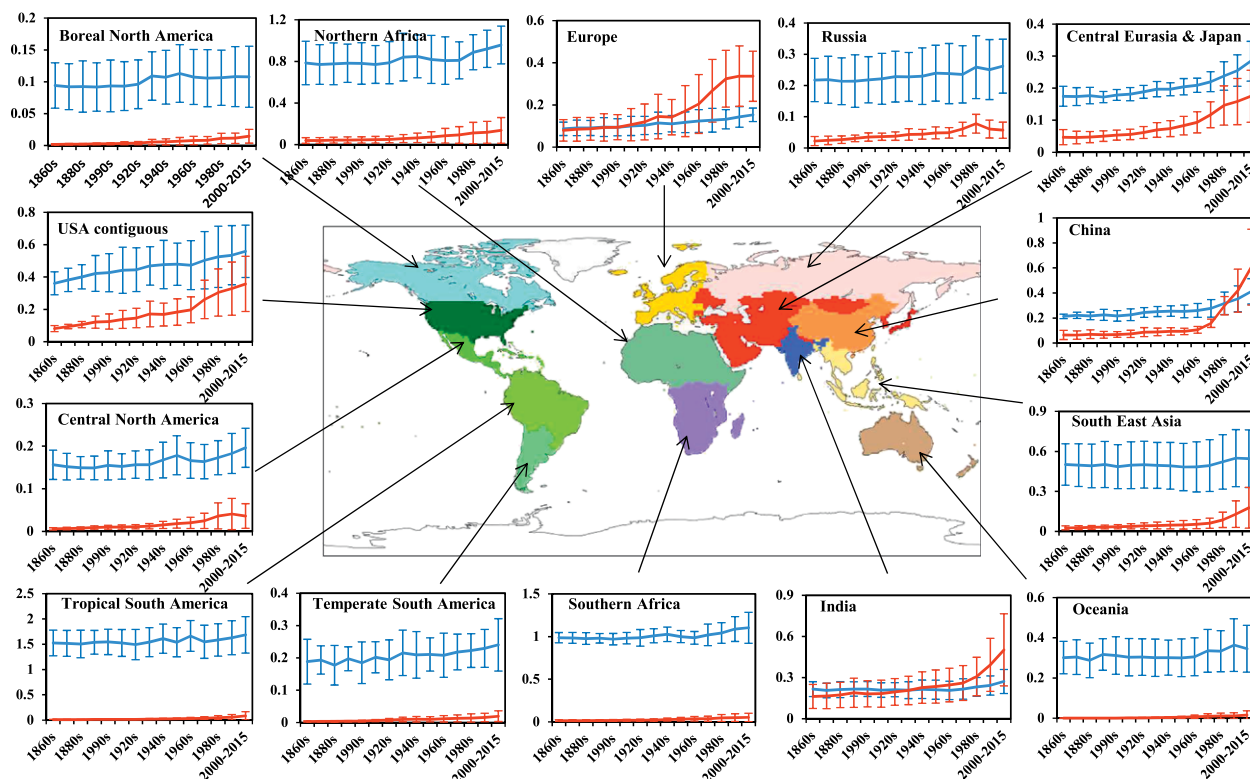 Boreal North America
0.2
0.15
0.1
0.05
0
1860s
1880s
1990s
1920s
1940s
1960s
1980s
2000-2015
Northern Africa
1.2
0.8
0.4
0
1860s
1880s
1990s
1920s
1940s
1960s
1980s
2000-2015
Europe
0.6
0.4
0.2
0
1860s
1880s
1990s
1920s
1940s
1960s
1980s
2000-2015
Russia
0.4
0.3
0.2
0.1
0
1860s
1880s
1990s
1920s
1940s
1960s
1980s
2000-2015
Central Eurasia & Japan
0.4
0.3
0.2
0.1
0
1860s
1880s
1990s
1920s
1940s
1960s
1980s
2000-2015
USA contiguous
0.8
0.6
0.4
0.2
0
1860s
1880s
1990s
1920s
1940s
1960s
1980s
2000-2015
China
1
0.8
0.6
0.4
0.2
0
1860s
1880s
1990s
1920s
1940s
1960s
1980s
2000-2015
Central North America
0.3
0.2
0.1
0
1860s
1880s
1990s
1920s
1940s
1960s
1980s
2000-2015
South East Asia
0.9
0.6
0.3
0
1860s
1880s
1990s
1920s
1940s
1960s
1980s
2000-2015
Tropical South America
2
1.5
1
0.5
0
1860s
1880s
1990s
1920s
1940s
1960s
1980s
2000-2015
Temperate South America
0.4
0.3
0.2
0.1
0
1860s
1880s
1990s
1920s
1940s
1960s
1980s
2000-2015
Southern Africa
1.5
1
0.5
0
1860s
1880s
1990s
1920s
1940s
1960s
1980s
2000-2015
India
0.9
0.6
0.3
0
1860s
1880s
1990s
1920s
1940s
1960s
1980s
2000-2015
Oceania
0.6
0.4
0.2
0
1860s
1880s
1990s
1920s
1940s
1960s
1980s
2000-2015